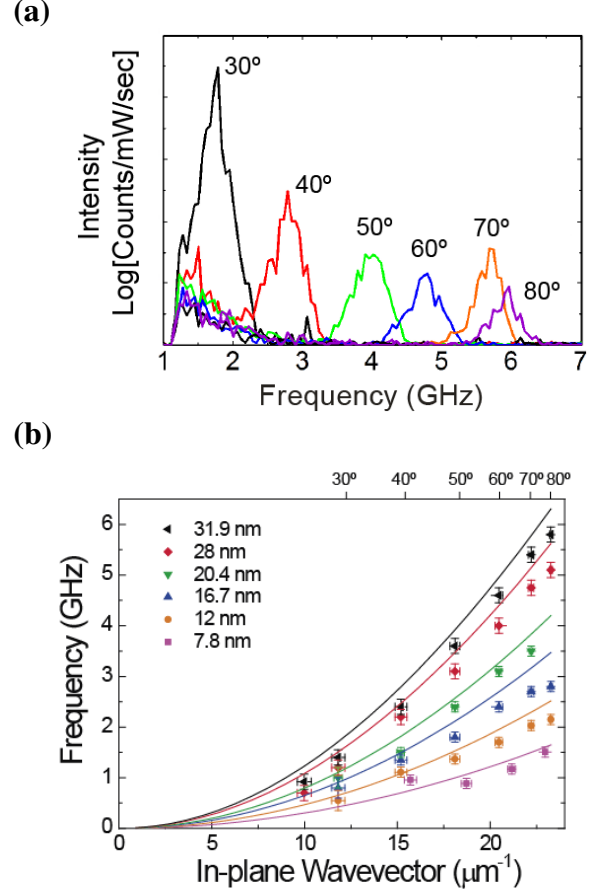 (a)
30º
40º
50º
60º
70º
80º
Intensity
Log[Counts/mW/sec]
1 2 3 4 5 6 7
Frequency (GHz)
(b)
30º 40º 50º 60º 70º 80º
31.9 nm
28 nm
20.4 nm
16.7 nm
12 nm
7.8 nm
Frequency (GHz)
6
5
4
3
2
1
0
0 5 10 15 20
In-plane Wavevector (μm⁻¹)